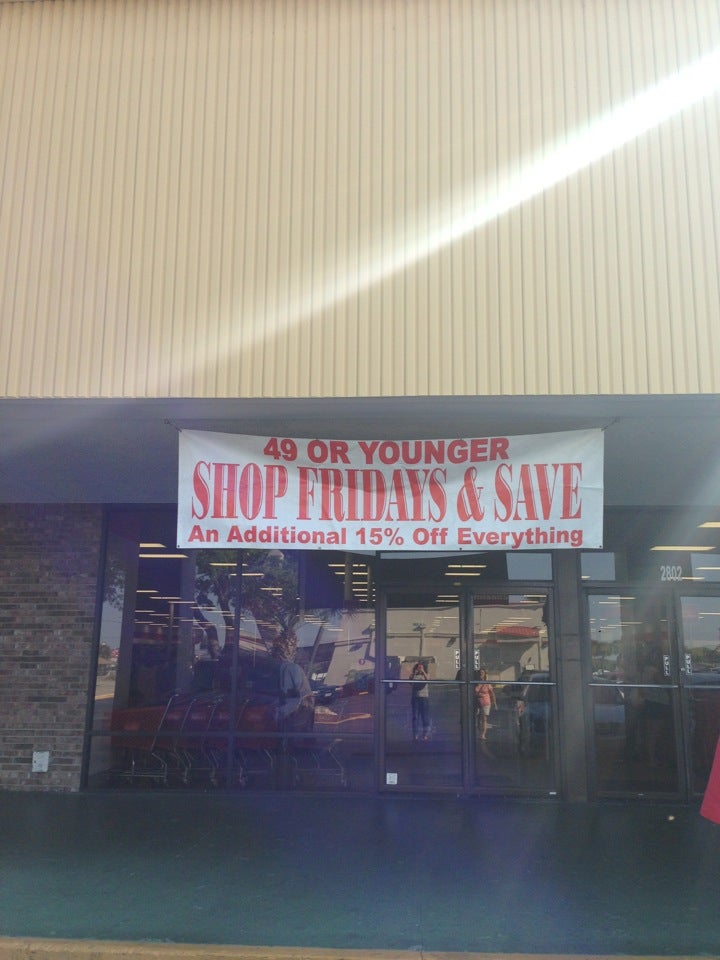 49 OR YOUNGER
SHOP FRIDAYS & SAVE
An Additional 15% Off Everything
2802